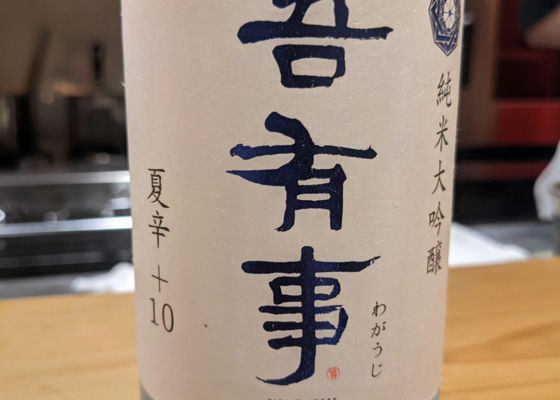 純米大吟醸
吾有事
わがうじ
夏辛+10